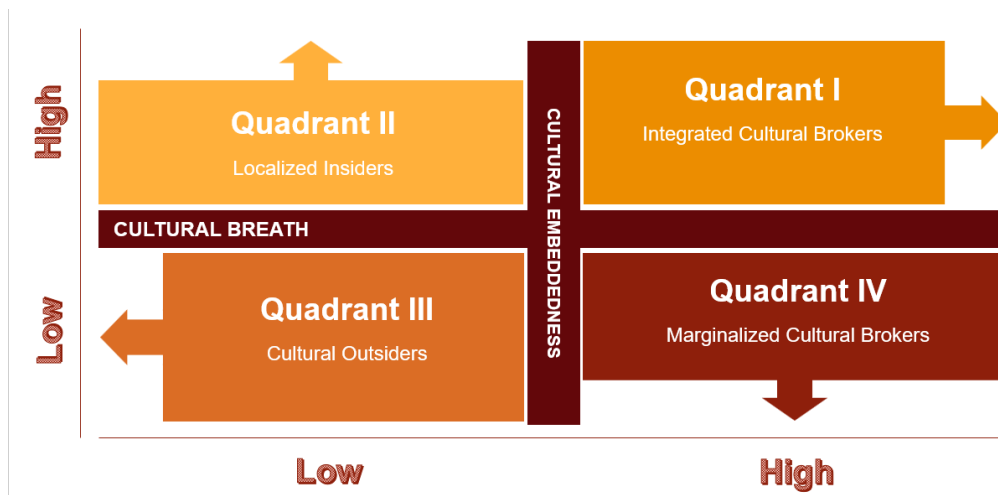 High
Quadrant II
Localized Insiders
Quadrant I
Integrated Cultural Brokers
CULTURAL BREATH
CULTURAL EMBEDDEDNESS
Low
Quadrant III
Cultural Outsiders
Quadrant IV
Marginalized Cultural Brokers
Low
High